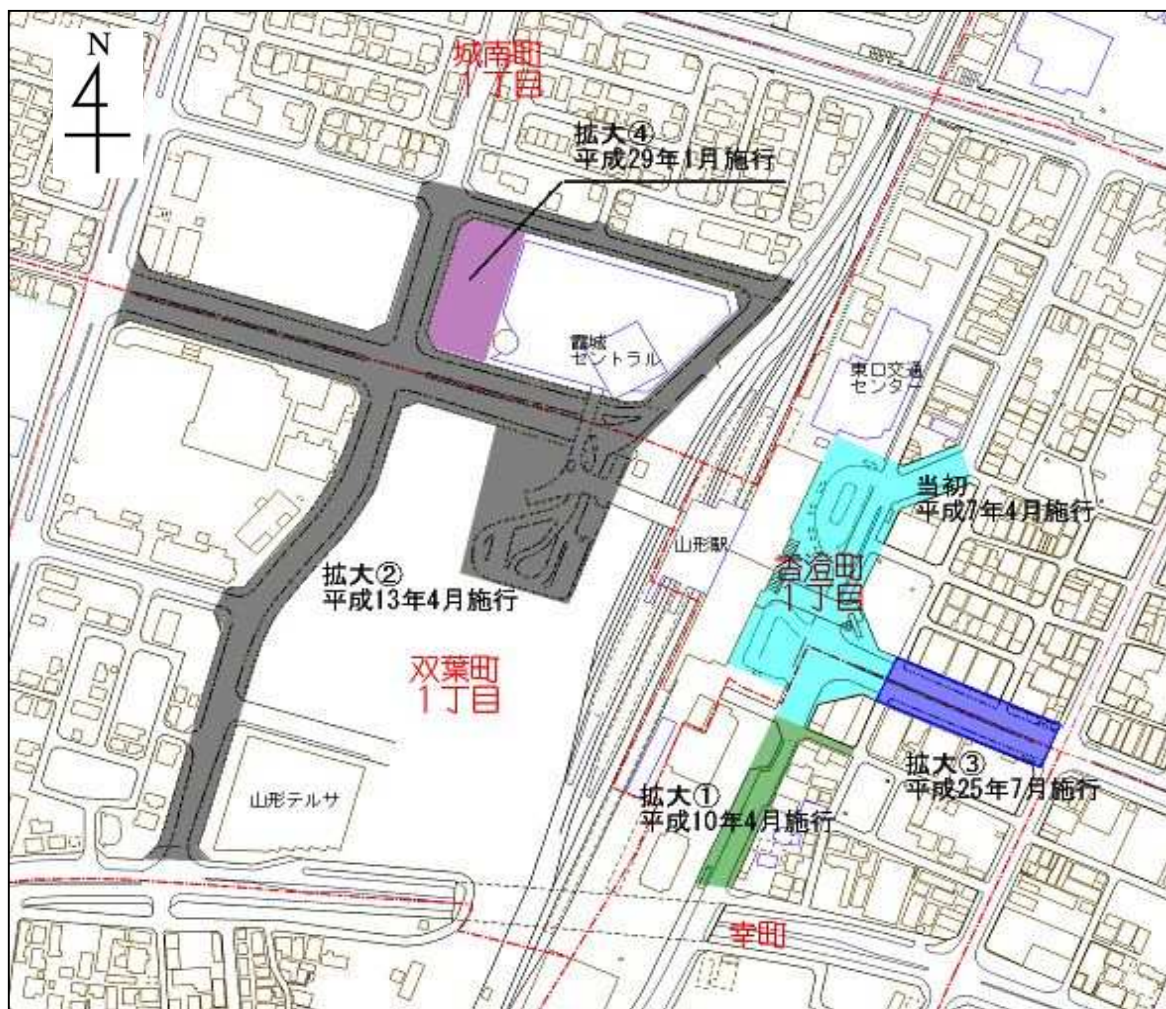 N
城南町
1丁目
拡大④
平成29年1月施行
霞城
セントラル
東口交通
センター
当初
平成7年4月施行
山形駅
香澄町
1丁目
拡大②
平成13年4月施行
双葉町
1丁目
拡大③
平成25年7月施行
山形テルサ
拡大①
平成10年4月施行
幸町